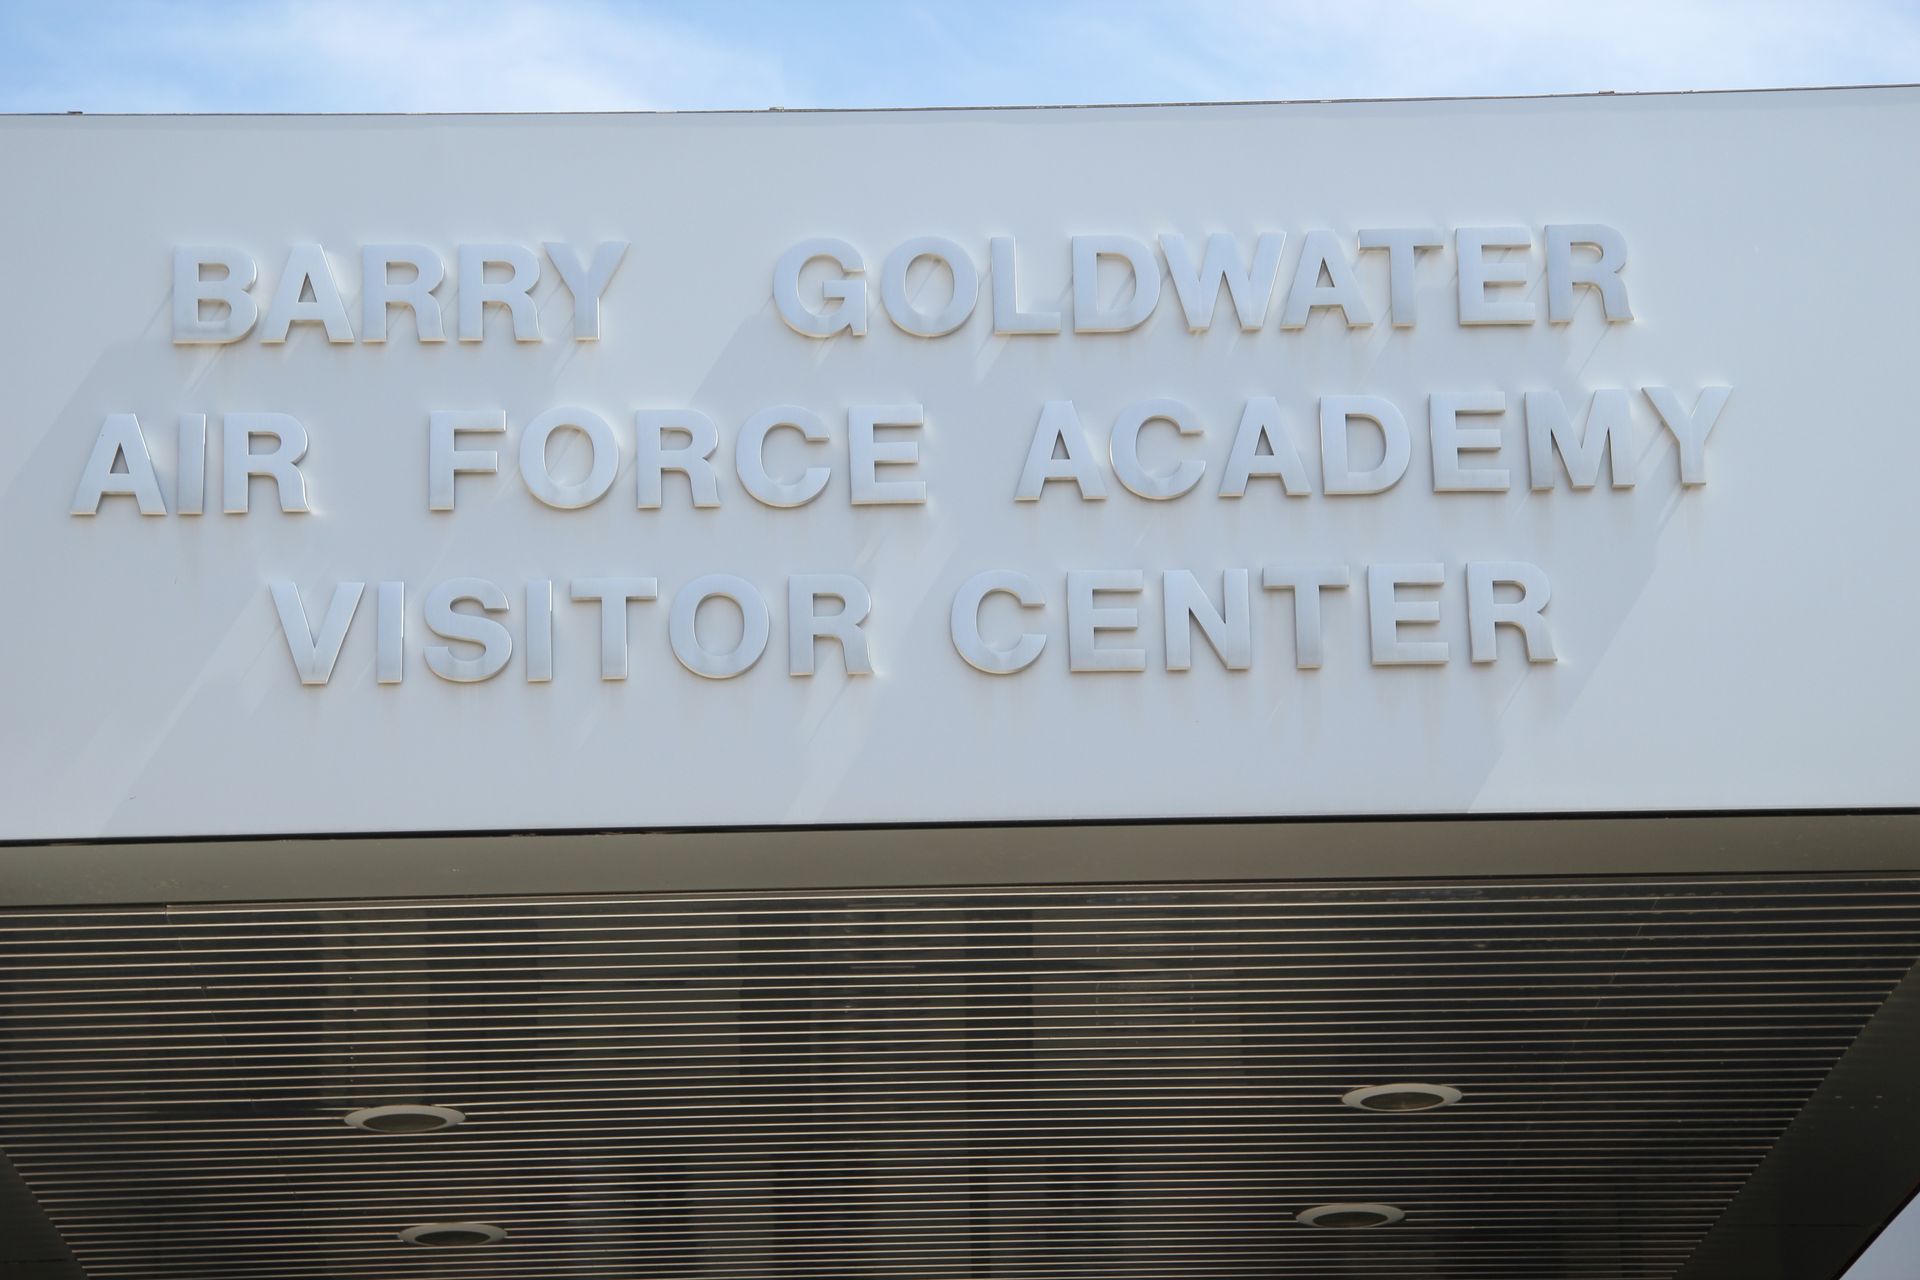 BARRY GOLDWATER
AIR FORCE ACADEMY
VISITOR CENTER